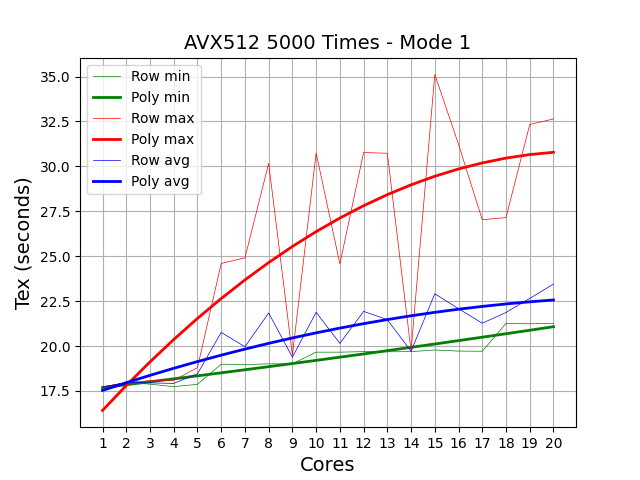 AVX512 5000 Times - Mode 1
Row min
Poly min
Row max
Poly max
Row avg
Poly avg
35.0
32.5
30.0
27.5
25.0
22.5
20.0
17.5
Tex (seconds)
1 2 3 4 5 6 7 8 9 10 11 12 13 14 15 16 17 18 19 20
Cores